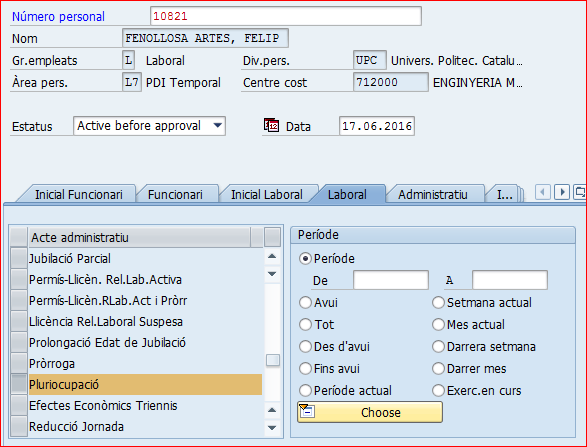 Número personal 10821
Nom FENOLLOSA ARTES, FELIP
Gr.empleats L Laboral Div.pers. UPC Univers. Politec. Catalu...
Àrea pers. L7 PDI Temporal Centre cost 712000 ENGINYERIA M...
Estatus Active before approval Data 17.06.2016
Inicial Funcionari Funcionari Inicial Laboral Laboral Administratiu I...
Acte administratiu
Jubilació Parcial
Permís-Llicèn. Rel.Lab.Activa
Permís-Llicèn.RLab.Act i Pròrr
Llicència Rel.Laboral Suspesa
Prolongació Edat de Jubilació
Pròrroga
Pluriocupació
Efectes Econòmics Triennis
Reducció Jornada
Període
Període
De A
Avui Setmana actual
Tot Mes actual
Des d'avui Darrera setmana
Fins avui Darrer mes
Període actual Exerc.en curs
Choose